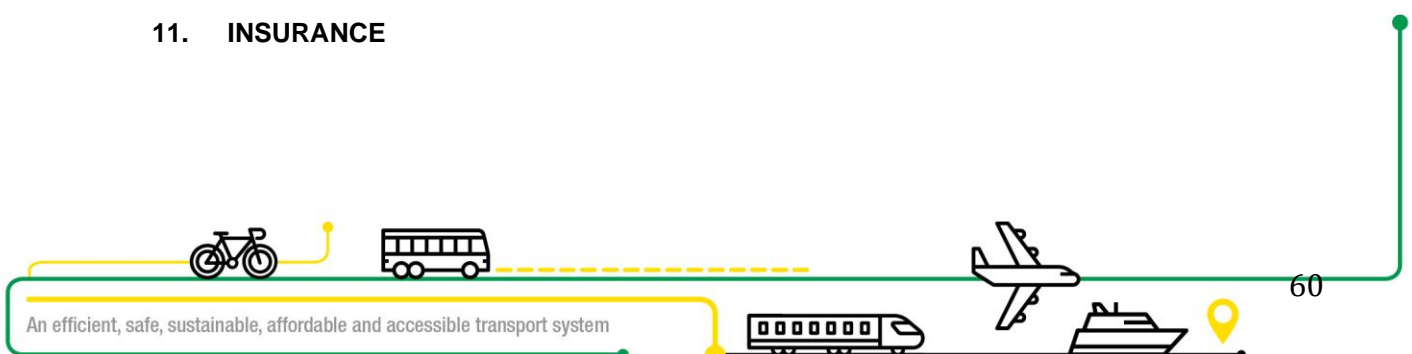 11. INSURANCE
60
An efficient, safe, sustainable, affordable and accessible transport system